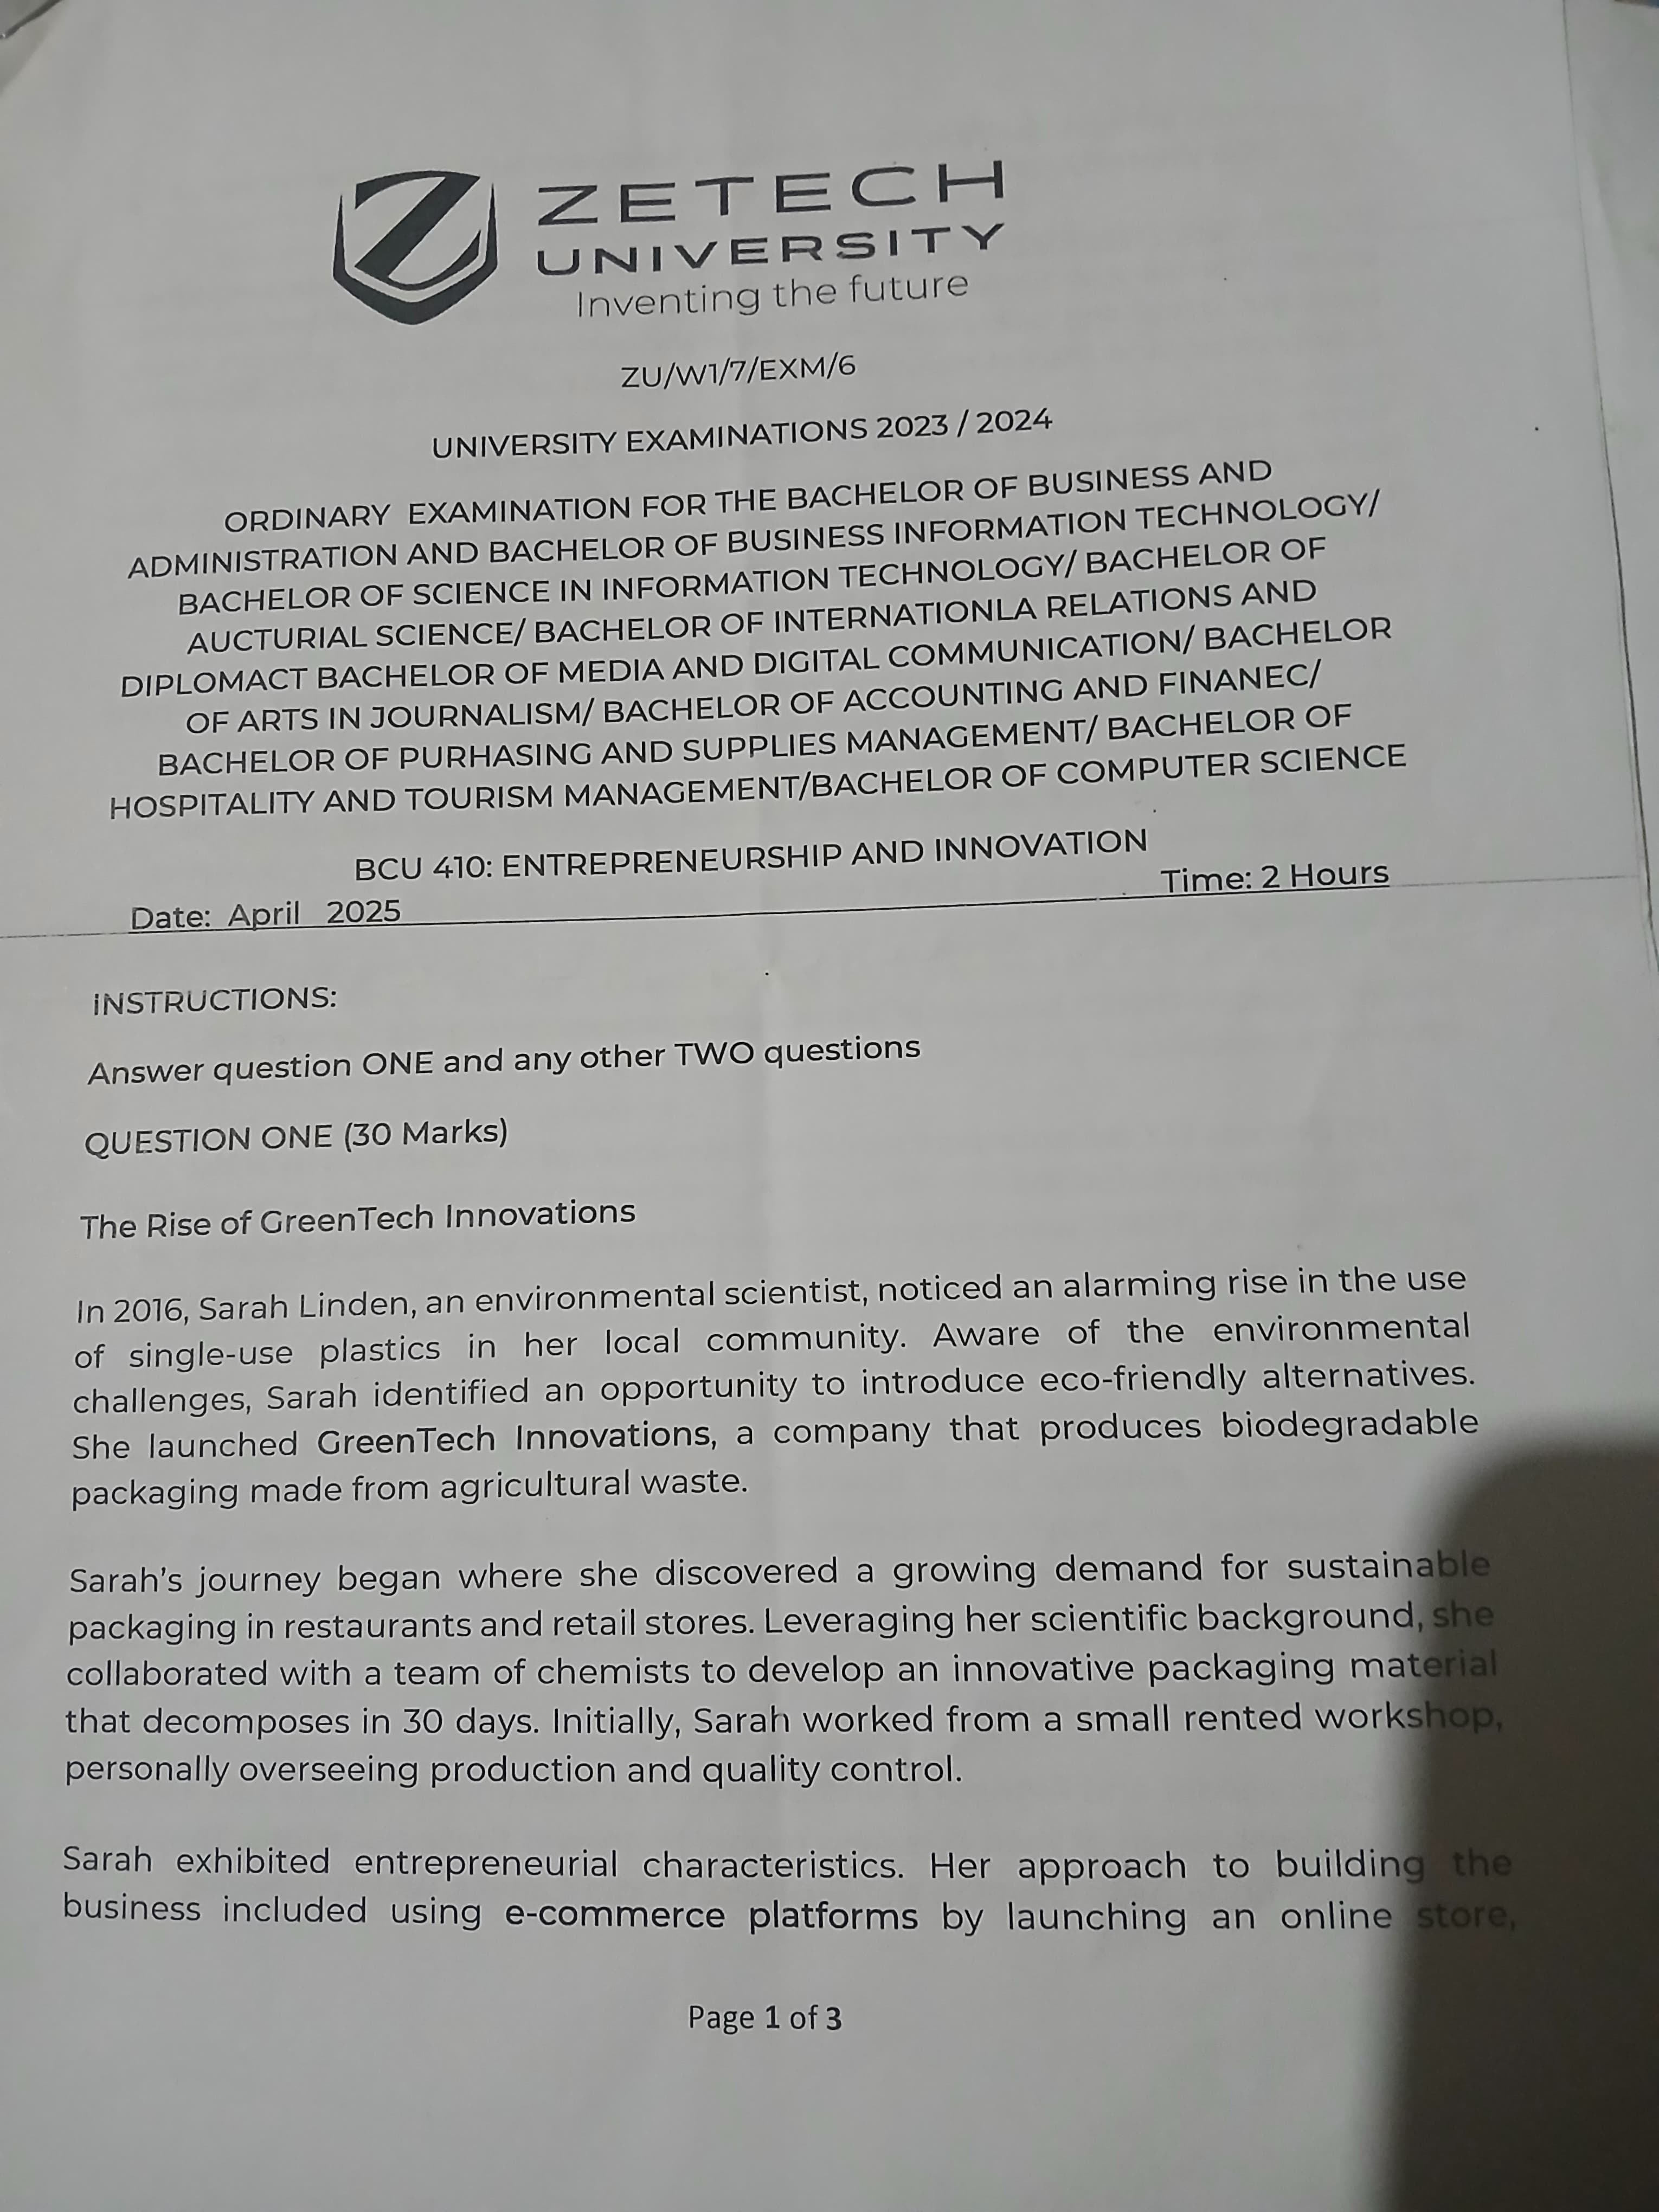 ZETECH
UNIVERSITY
Inventing the future
ZU/W1/7/EXM/6
UNIVERSITY EXAMINATIONS 2023 / 2024
ORDINARY EXAMINATION FOR THE BACHELOR OF BUSINESS AND
ADMINISTRATION AND BACHELOR OF BUSINESS INFORMATION TECHNOLOGY/
BACHELOR OF SCIENCE IN INFORMATION TECHNOLOGY/ BACHELOR OF
AUCTURIAL SCIENCE/ BACHELOR OF INTERNATIONLA RELATIONS AND
DIPLOMACT BACHELOR OF MEDIA AND DIGITAL COMMUNICATION/ BACHELOR
OF ARTS IN JOURNALISM/ BACHELOR OF ACCOUNTING AND FINANEC/
BACHELOR OF PURHASING AND SUPPLIES MANAGEMENT/ BACHELOR OF
HOSPITALITY AND TOURISM MANAGEMENT/BACHELOR OF COMPUTER SCIENCE
BCU 410: ENTREPRENEURSHIP AND INNOVATION
Date: April 2025 Time: 2 Hours
INSTRUCTIONS:
Answer question ONE and any other TWO questions
QUESTION ONE (30 Marks)
The Rise of GreenTech Innovations
In 2016, Sarah Linden, an environmental scientist, noticed an alarming rise in the use
of single-use plastics in her local community. Aware of the environmental
challenges, Sarah identified an opportunity to introduce eco-friendly alternatives.
She launched GreenTech Innovations, a company that produces biodegradable
packaging made from agricultural waste.
Sarah's journey began where she discovered a growing demand for sustainable
packaging in restaurants and retail stores. Leveraging her scientific background, she
collaborated with a team of chemists to develop an innovative packaging material
that decomposes in 30 days. Initially, Sarah worked from a small rented workshop,
personally overseeing production and quality control.
Sarah exhibited entrepreneurial characteristics. Her approach to building the
business included using e-commerce platforms by launching an online store,
Page 1 of 3